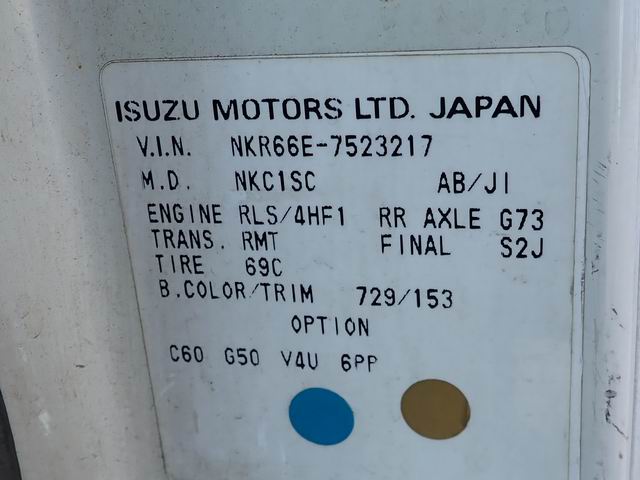 ISUZU MOTORS LTD. JAPAN
V.I.N. NKR66E-7523217
M.D. NKC1SC AB/JI
ENGINE RLS/4HF1 RR AXLE G73
TRANS. RMT FINAL S2J
TIRE 69C
B.COLOR/TRIM 729/153
OPTION
C60 G50 V4U 6PP